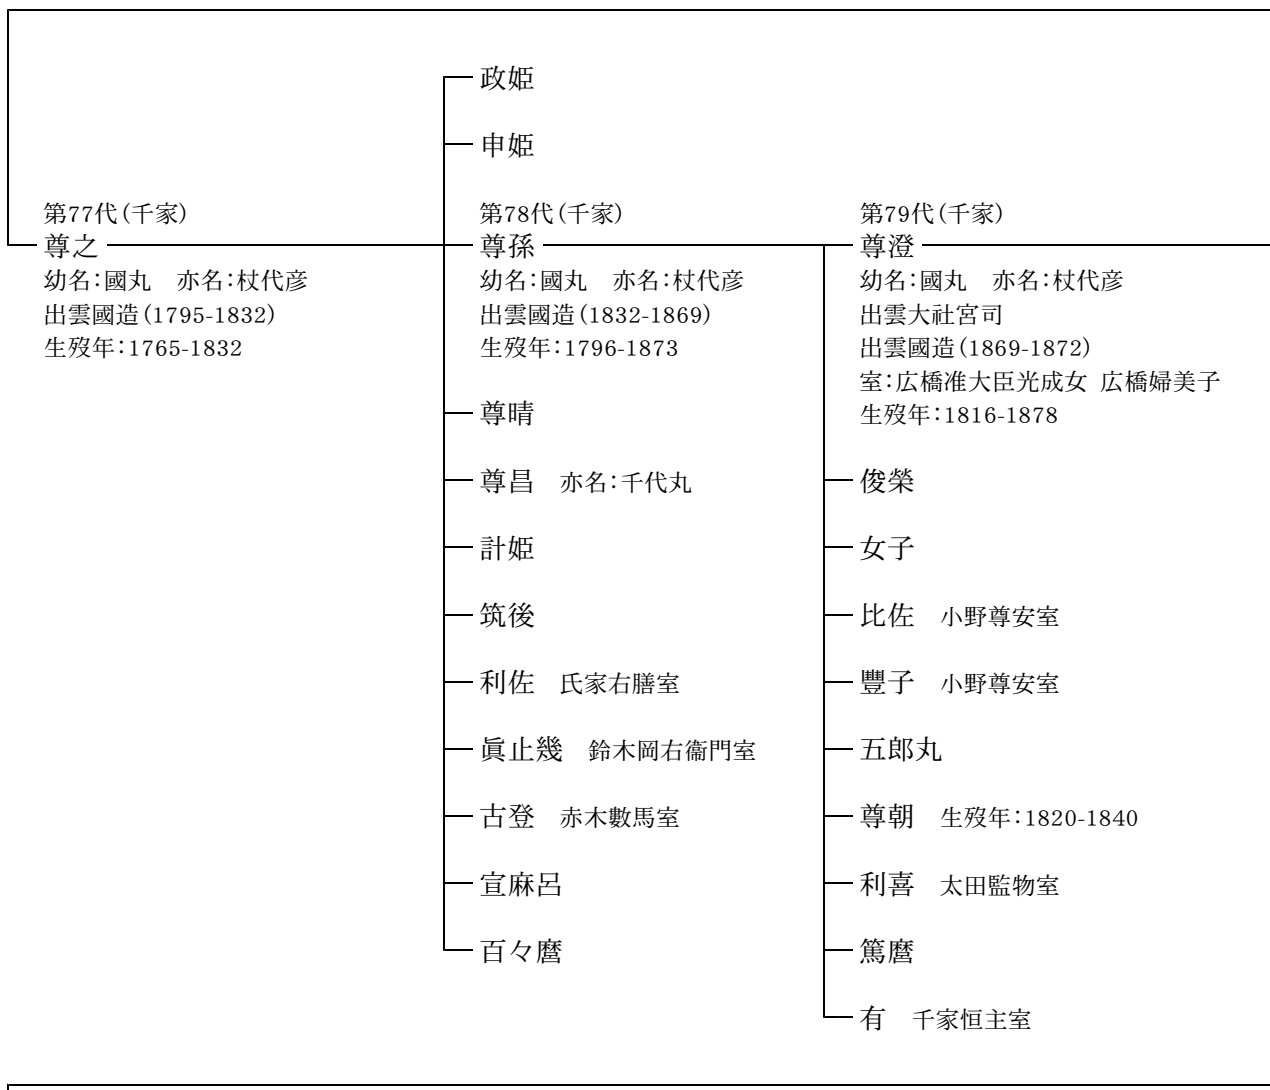 政姫
申姫
第77代(千家)
尊之
幼名:國丸　亦名:杖代彦
出雲國造(1795-1832)
生歿年:1765-1832
第78代(千家)
尊孫
幼名:國丸　亦名:杖代彦
出雲國造(1832-1869)
生歿年:1796-1873
尊晴
尊昌　亦名:千代丸
計姫
筑後
利佐　氏家右膳室
眞止幾　鈴木岡右衞門室
古登　赤木數馬室
宣麻呂
百々麿
第79代(千家)
尊澄
幼名:國丸　亦名:杖代彦
出雲大社宮司
出雲國造(1869-1872)
室:広橋准大臣光成女 広橋婦美子
生歿年:1816-1878
俊榮
女子
比佐　小野尊安室
豐子　小野尊安室
五郎丸
尊朝　生歿年:1820-1840
利喜　太田監物室
篤麿
有　千家恒主室